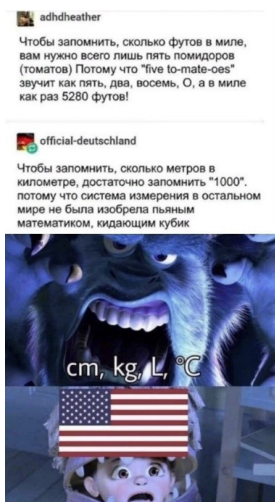 adhdheather
Чтобы запомнить, сколько футов в миле,
вам нужно всего лишь пять помидоров
(томатов) Потому что "five to-mate-oes"
звучит как пять, два, восемь, О, а в миле
как раз 5280 футов!
official-deutschland
Чтобы запомнить, сколько метров в
километре, достаточно запомнить "1000".
потому что система измерения в остальном
мире не была изобрела пьяным
математиком, кидающим кубик
cm, kg, L, °C